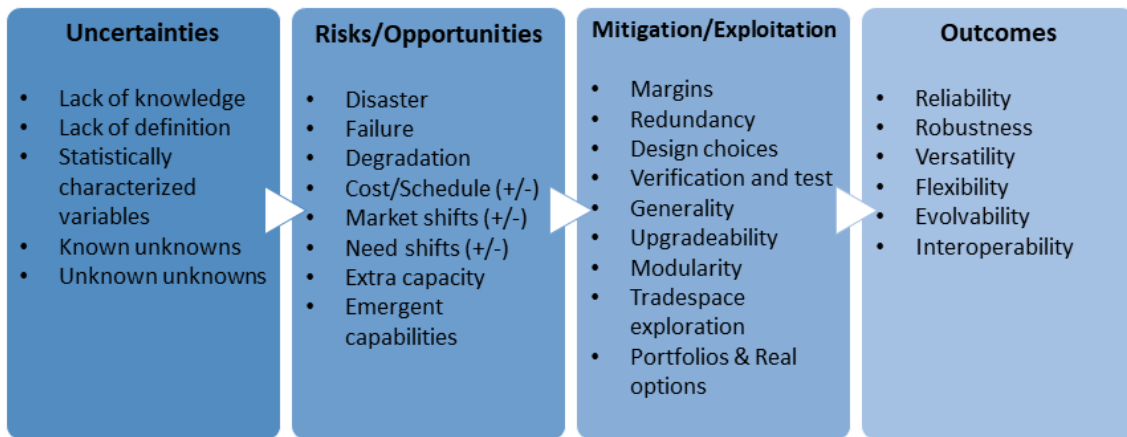 Uncertainties
• Lack of knowledge
• Lack of definition
• Statistically
characterized
variables
• Known unknowns
• Unknown unknowns
Risks/Opportunities
• Disaster
• Failure
• Degradation
• Cost/Schedule (+/-)
• Market shifts (+/-)
• Need shifts (+/-)
• Extra capacity
• Emergent
capabilities
Mitigation/Exploitation
• Margins
• Redundancy
• Design choices
• Verification and test
• Generality
• Upgradeability
• Modularity
• Tradespace
exploration
• Portfolios & Real
options
Outcomes
• Reliability
• Robustness
• Versatility
• Flexibility
• Evolvability
• Interoperability